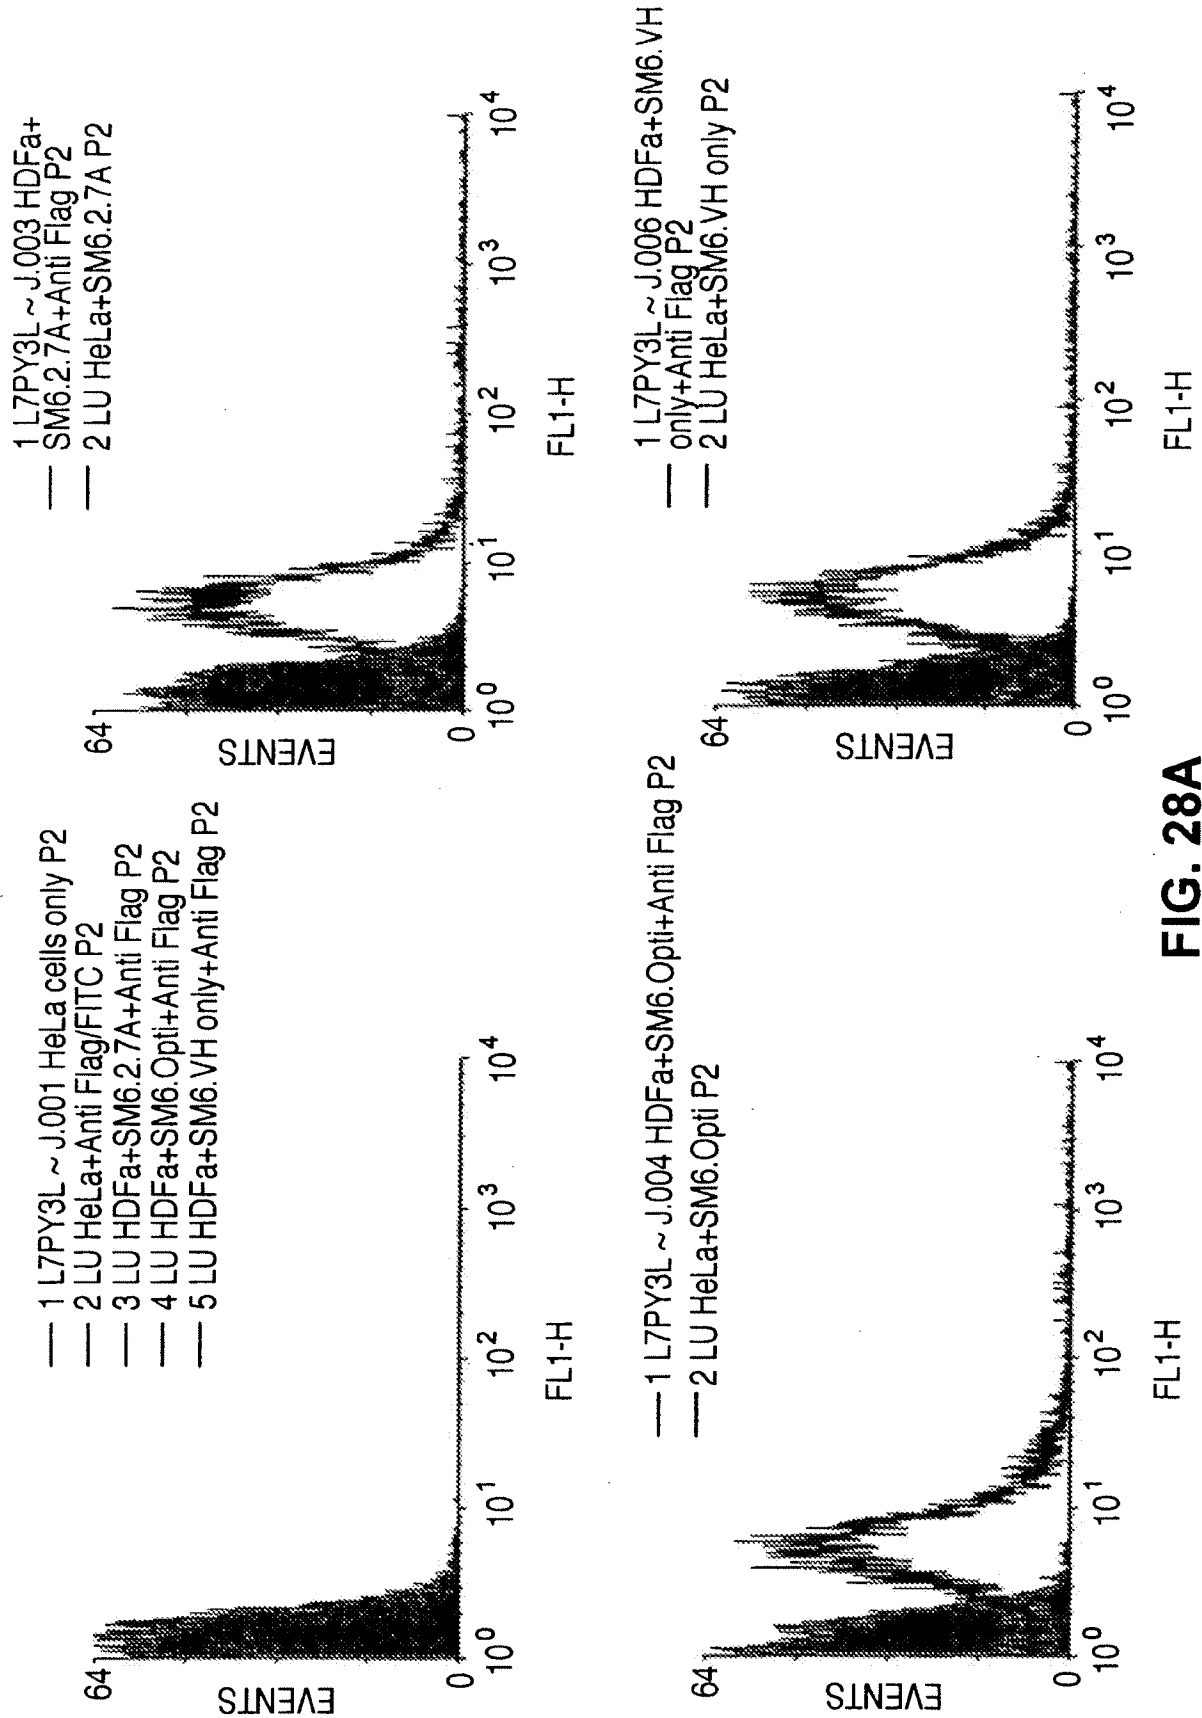 64
EVENTS
0
10⁰
10¹
10²
10³
10⁴
FL1-H
1 L7PY3L ~ J.001 HeLa cells only P2
2 LU HeLa+Anti Flag/FITC P2
3 LU HDFa+SM6.2.7A+Anti Flag P2
4 LU HDFa+SM6.Opti+Anti Flag P2
5 LU HDFa+SM6.VH only+Anti Flag P2
64
EVENTS
0
10⁰
10¹
10²
10³
10⁴
FL1-H
1 L7PY3L ~ J.003 HDFa+
SM6.2.7A+Anti Flag P2
2 LU HeLa+SM6.2.7A P2
64
EVENTS
0
10⁰
10¹
10²
10³
10⁴
FL1-H
1 L7PY3L ~ J.004 HDFa+SM6.Opti+Anti Flag P2
2 LU HeLa+SM6.Opti P2
64
EVENTS
0
10⁰
10¹
10²
10³
10⁴
FL1-H
1 L7PY3L ~ J.006 HDFa+SM6.VH
only+Anti Flag P2
2 LU HeLa+SM6.VH only P2
FIG. 28A